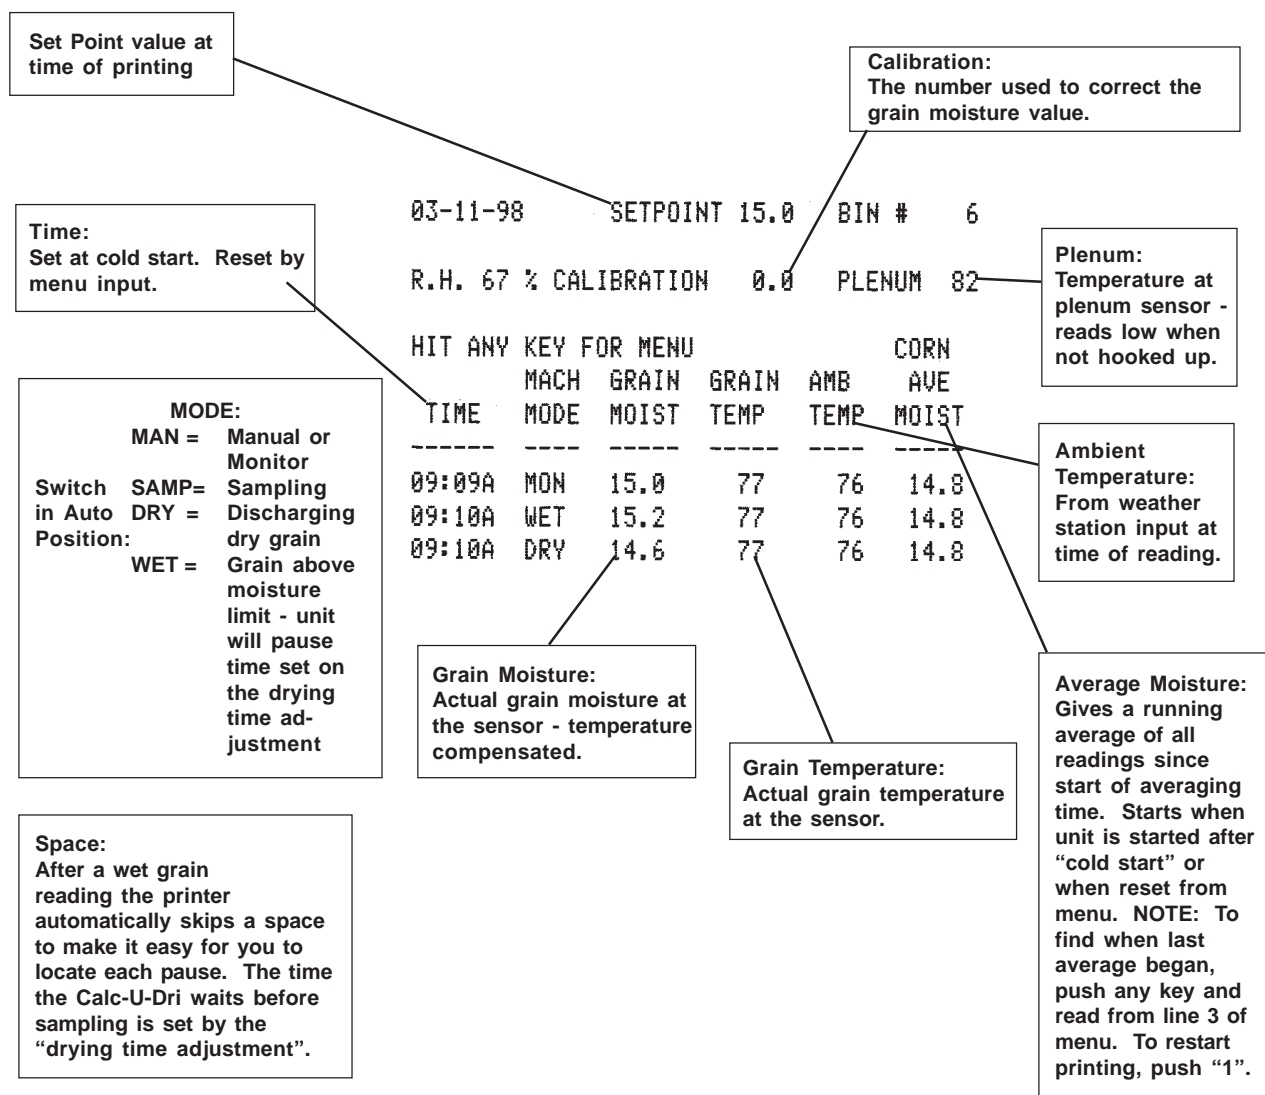 Set Point value at
time of printing
Calibration:
The number used to correct the
grain moisture value.
Time:
Set at cold start. Reset by
menu input.
03-11-98 SETPOINT 15.0 BIN # 6
R.H. 67 % CALIBRATION 0.0 PLENUM 82
HIT ANY KEY FOR MENU CORN
MACH GRAIN GRAIN AMB AVE
TIME MODE MOIST TEMP TEMP MOIST
------ ---- ----- ----- ---- -----
09:09A MON 15.0 77 76 14.8
09:10A WET 15.2 77 76 14.8
09:10A DRY 14.6 77 76 14.8
Plenum:
Temperature at
plenum sensor -
reads low when
not hooked up.
MODE:
MAN = Manual or
Monitor
Switch SAMP= Sampling
in Auto DRY = Discharging
Position: dry grain
WET = Grain above
moisture
limit - unit
will pause
time set on
the drying
time ad-
justment
Ambient
Temperature:
From weather
station input at
time of reading.
Grain Moisture:
Actual grain moisture at
the sensor - temperature
compensated.
Grain Temperature:
Actual grain temperature
at the sensor.
Average Moisture:
Gives a running
average of all
readings since
start of averaging
time. Starts when
unit is started after
“cold start” or
when reset from
menu. NOTE: To
find when last
average began,
push any key and
read from line 3 of
menu. To restart
printing, push “1”.
Space:
After a wet grain
reading the printer
automatically skips a space
to make it easy for you to
locate each pause. The time
the Calc-U-Dri waits before
sampling is set by the
“drying time adjustment”.